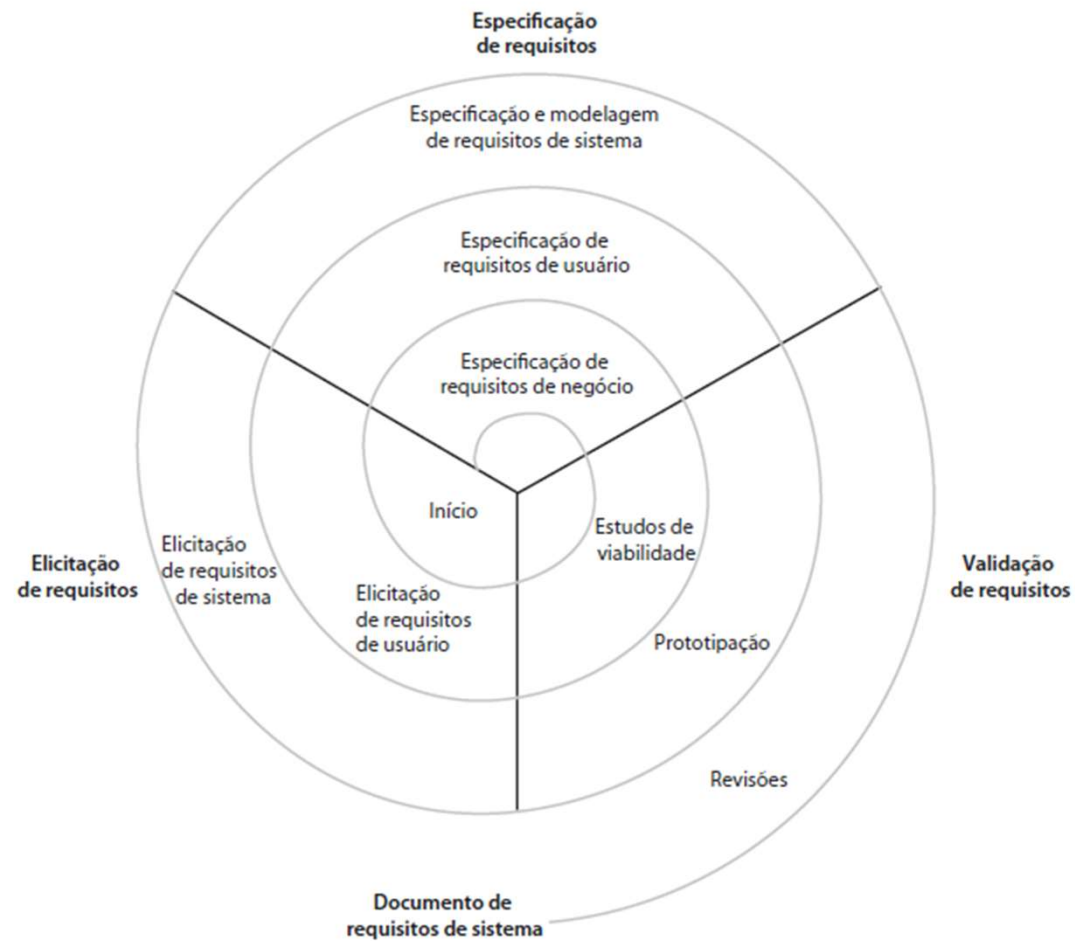 Especificação
de requisitos
Especificação e modelagem
de requisitos de sistema
Especificação de
requisitos de usuário
Especificação de
requisitos de negócio
Início
Estudos de
viabilidade
Elicitação
de requisitos
Elicitação
de requisitos
de sistema
Elicitação
de requisitos
de usuário
Validação
de requisitos
Prototipação
Revisões
Documento de
requisitos de sistema